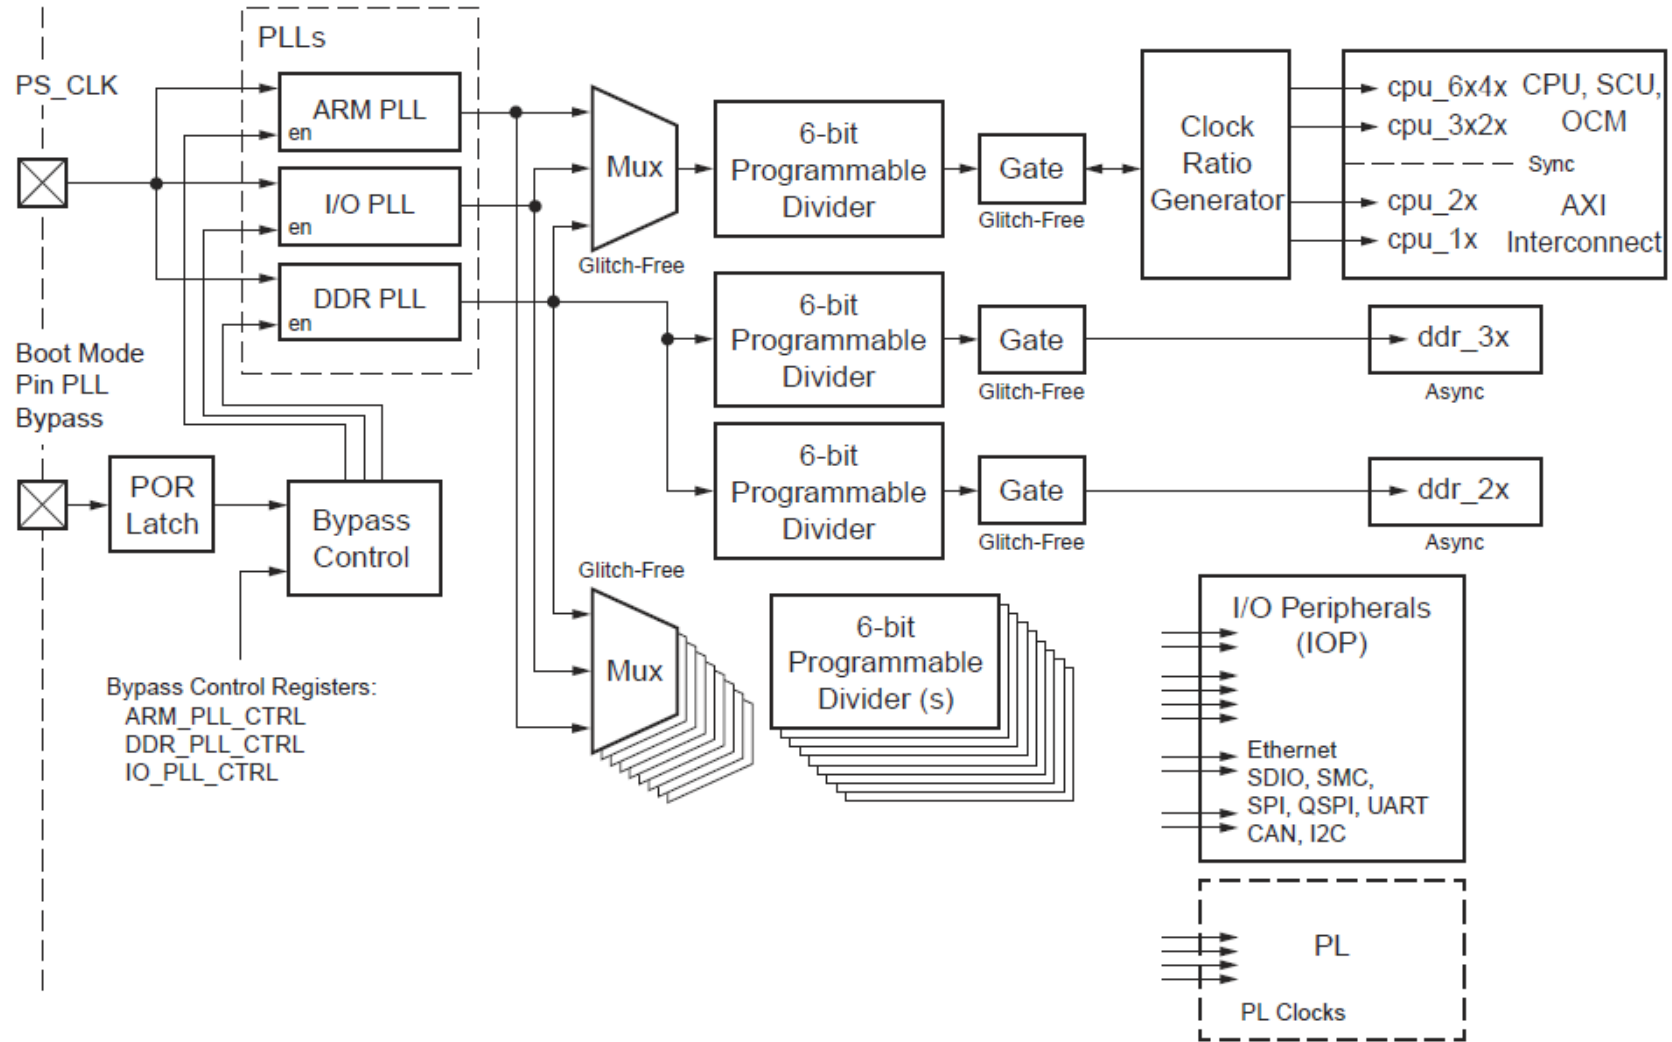 PS_CLK
PLLs
ARM PLL
en
I/O PLL
en
DDR PLL
en
Boot Mode
Pin PLL
Bypass
POR
Latch
Bypass
Control
Bypass Control Registers:
ARM_PLL_CTRL
DDR_PLL_CTRL
IO_PLL_CTRL
Mux
Glitch-Free
6-bit
Programmable
Divider
Gate
Glitch-Free
Clock
Ratio
Generator
cpu_6x4x
cpu_3x2x
CPU, SCU,
OCM
Sync
cpu_2x
cpu_1x
AXI
Interconnect
6-bit
Programmable
Divider
Gate
Glitch-Free
ddr_3x
Async
6-bit
Programmable
Divider
Gate
Glitch-Free
ddr_2x
Async
Glitch-Free
Mux
6-bit
Programmable
Divider (s)
I/O Peripherals
(IOP)
Ethernet
SDIO, SMC,
SPI, QSPI, UART
CAN, I2C
PL
PL Clocks